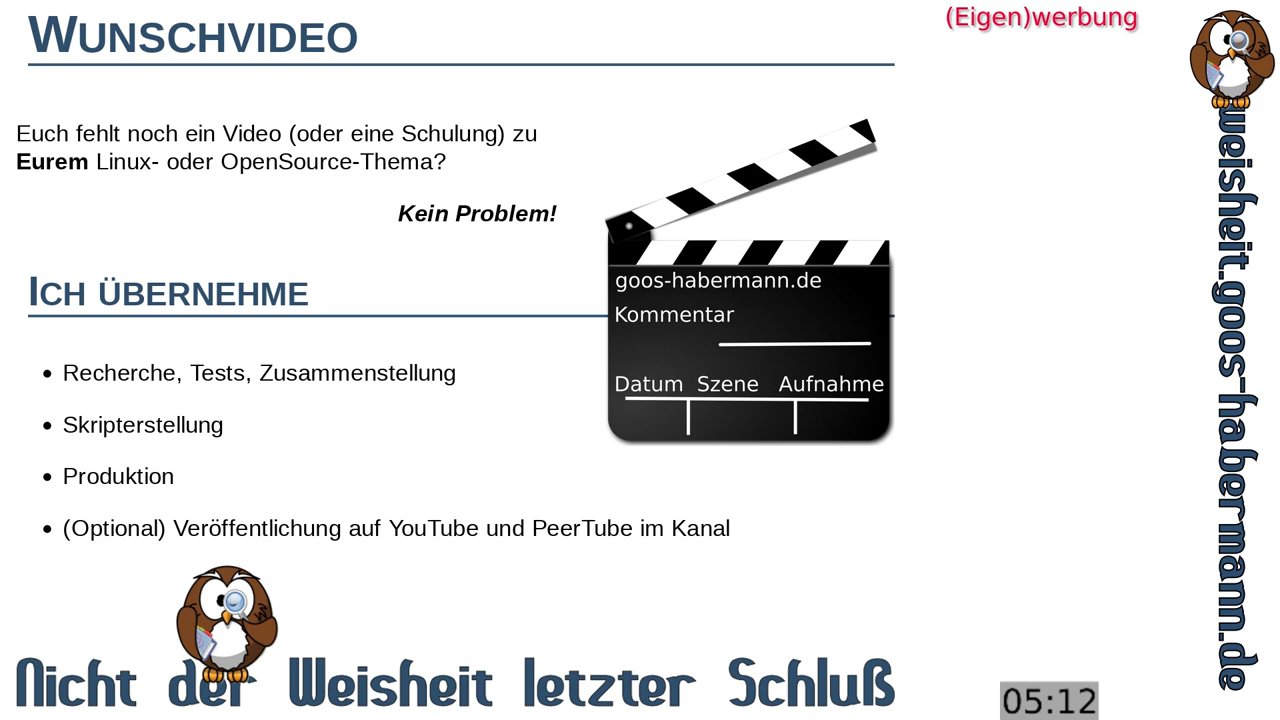 WUNSCHVIDEO
(Eigen)werbung
Euch fehlt noch ein Video (oder eine Schulung) zu
Eurem Linux- oder OpenSource-Thema?
Kein Problem!
ICH ÜBERNEHME
goos-habermann.de
Kommentar
Datum Szene Aufnahme
• Recherche, Tests, Zusammenstellung
• Skripterstellung
• Produktion
• (Optional) Veröffentlichung auf YouTube und PeerTube im Kanal
Nicht der Weisheit letzter Schluß
05:12
weisheit.goos-habermann.de